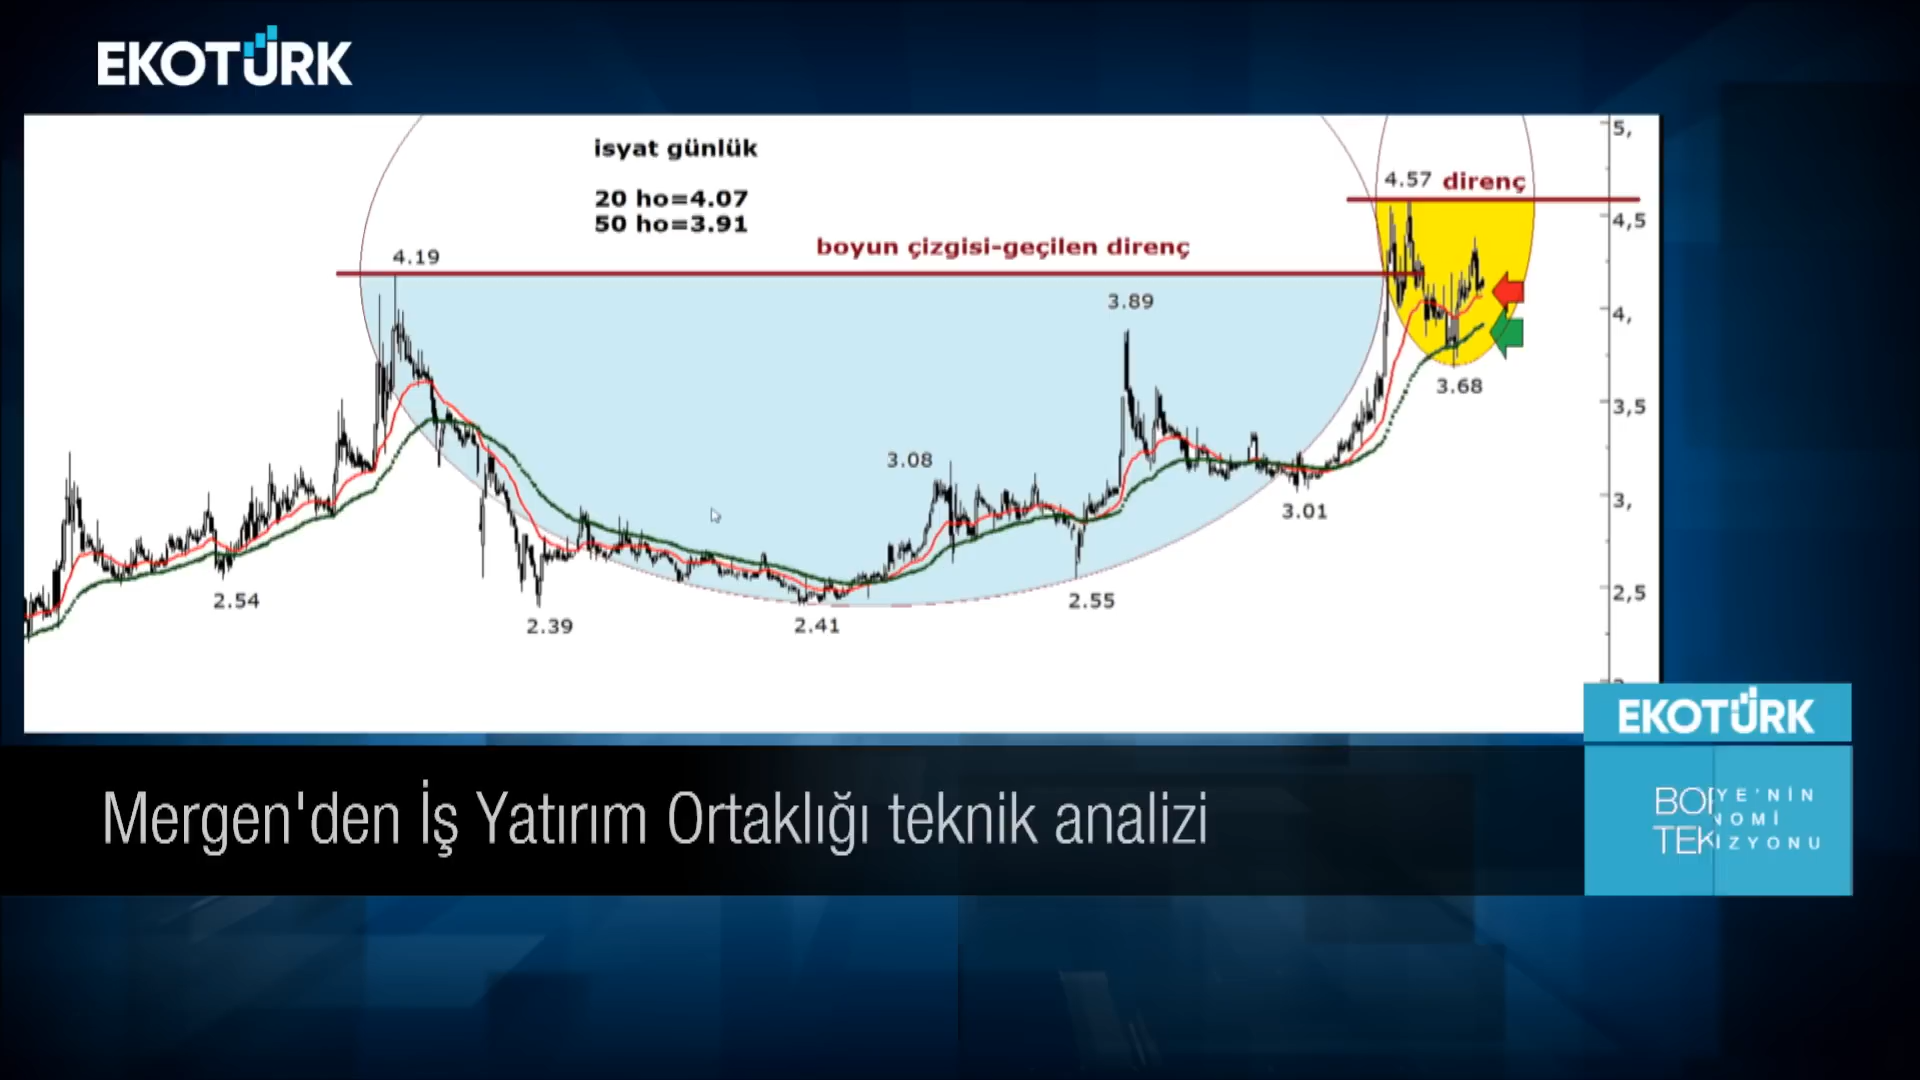 EKOTÜRK
isyat günlük
20 ho=4.07
50 ho=3.91
boyun çizgisi-geçilen direnç
4.57 direnç
4.19
3.89
3.08
3.68
3.01
2.54
2.39
2.41
2.55
5,
4,5
4,
3,5
3,
2,5
EKOTÜRK
Mergen'den İş Yatırım Ortaklığı teknik analizi